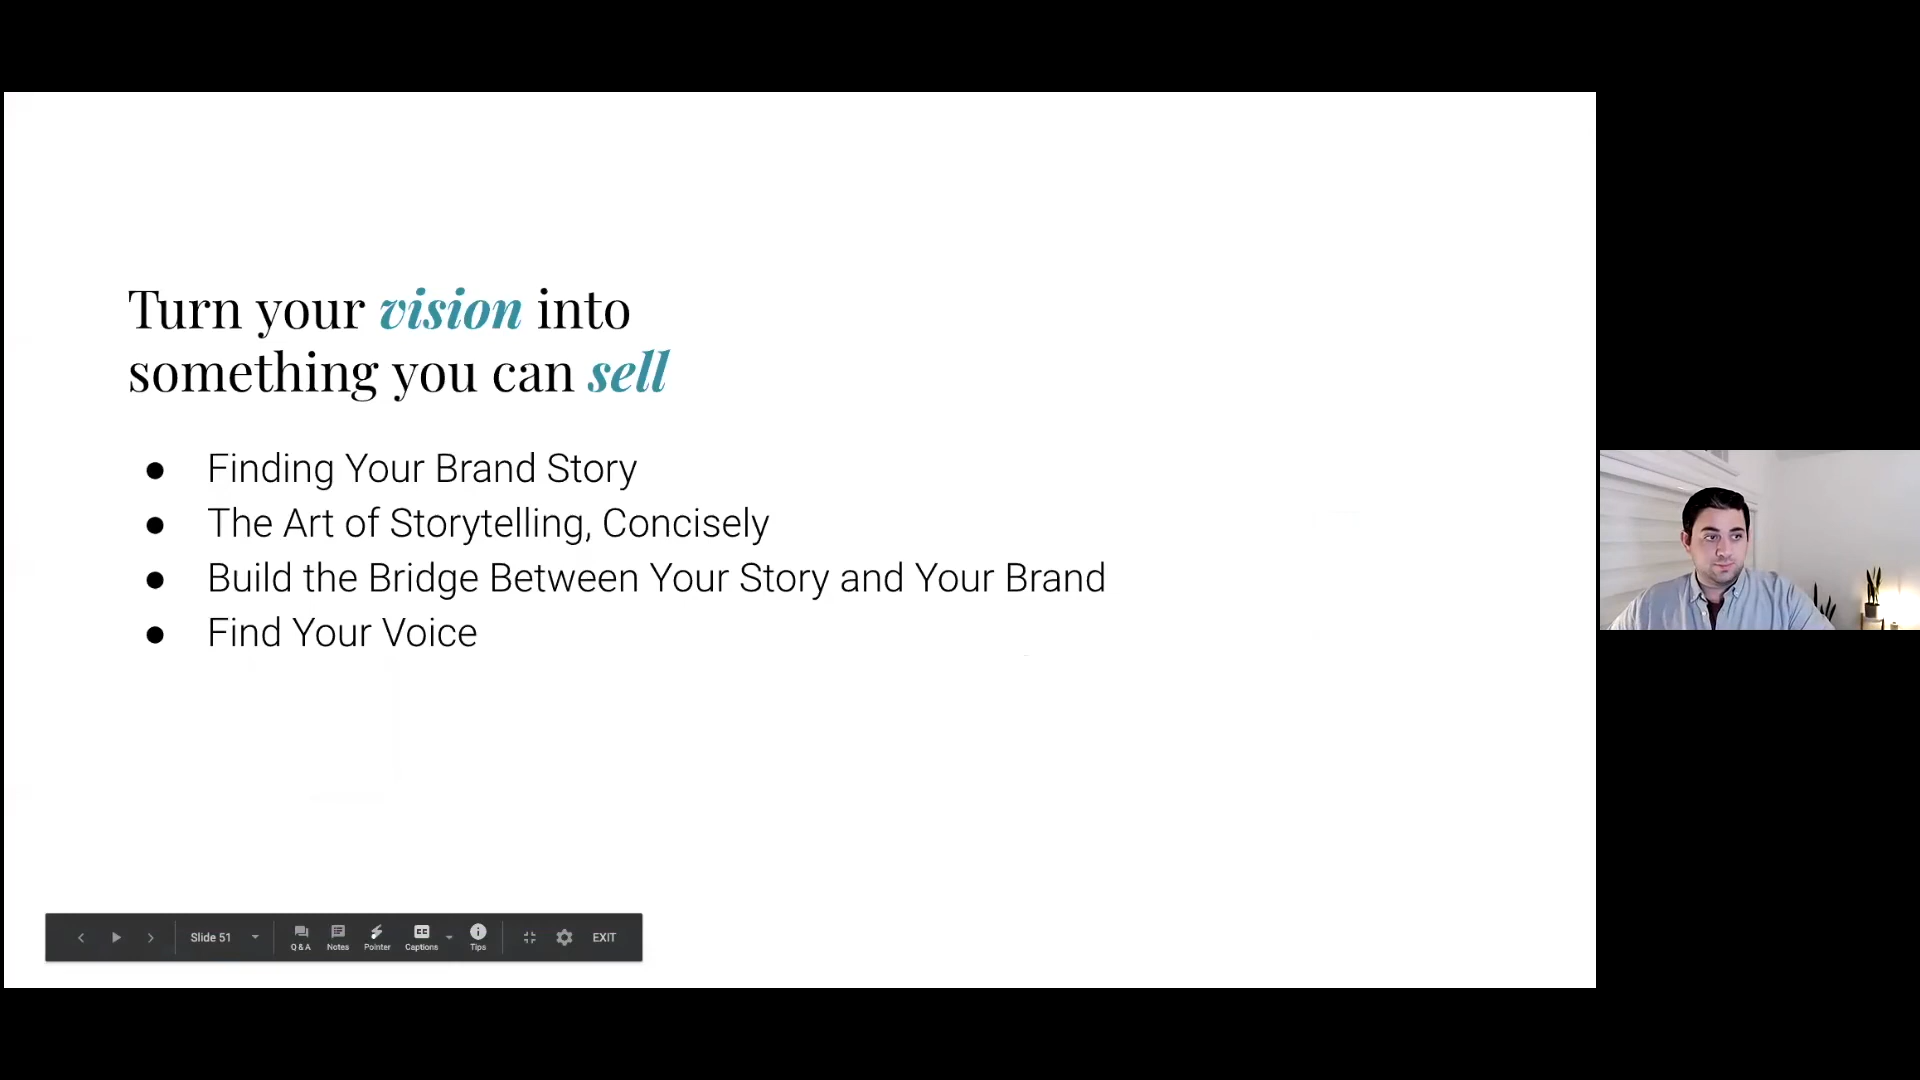 Turn your vision into
something you can sell
● Finding Your Brand Story
● The Art of Storytelling, Concisely
● Build the Bridge Between Your Story and Your Brand
● Find Your Voice
Slide 51 Q&A Notes Pointer CC Captions Tips EXIT